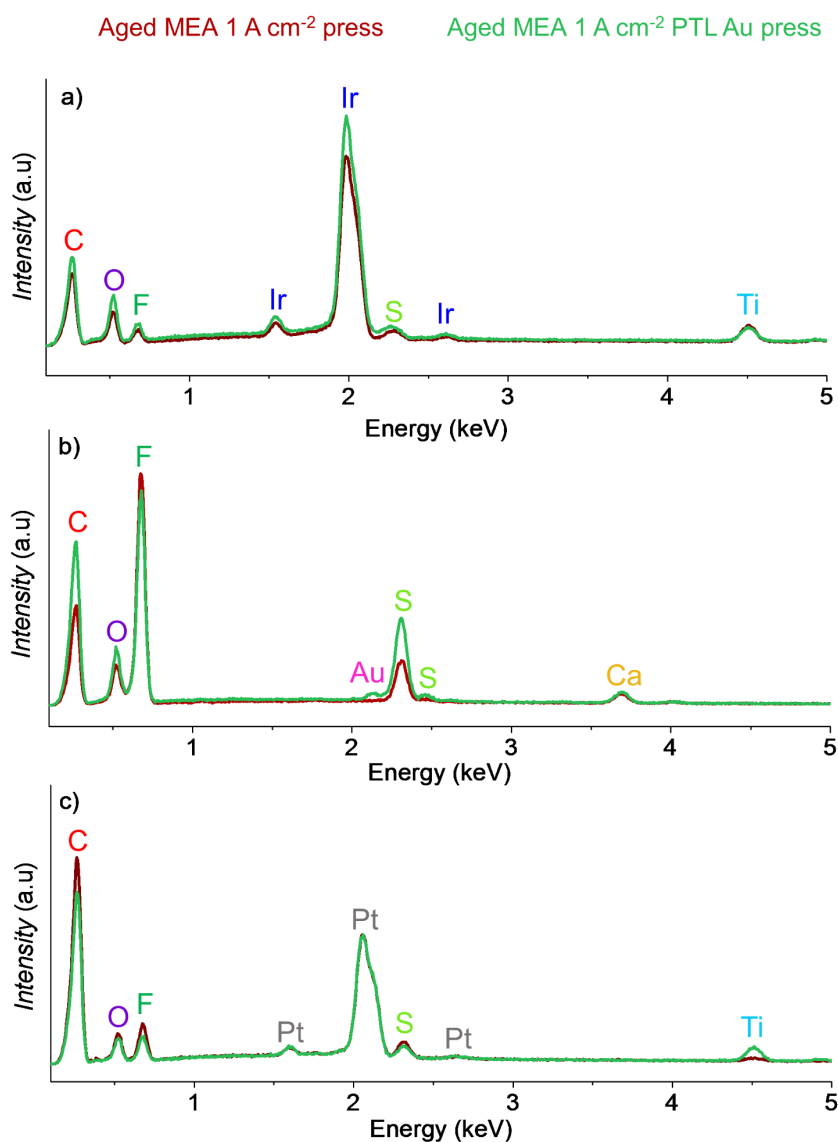 Aged MEA 1 A cm⁻² press Aged MEA 1 A cm⁻² PTL Au press
a)
Ir
C
O
F
Ir
S
Ir
Ti
Intensity (a.u)
1 2 3 4 5
Energy (keV)
b)
F
C
O
Au
S
S
Ca
Intensity (a.u)
1 2 3 4 5
Energy (keV)
c)
C
O
F
Pt
Pt
S
Pt
Ti
Intensity (a.u)
1 2 3 4 5
Energy (keV)